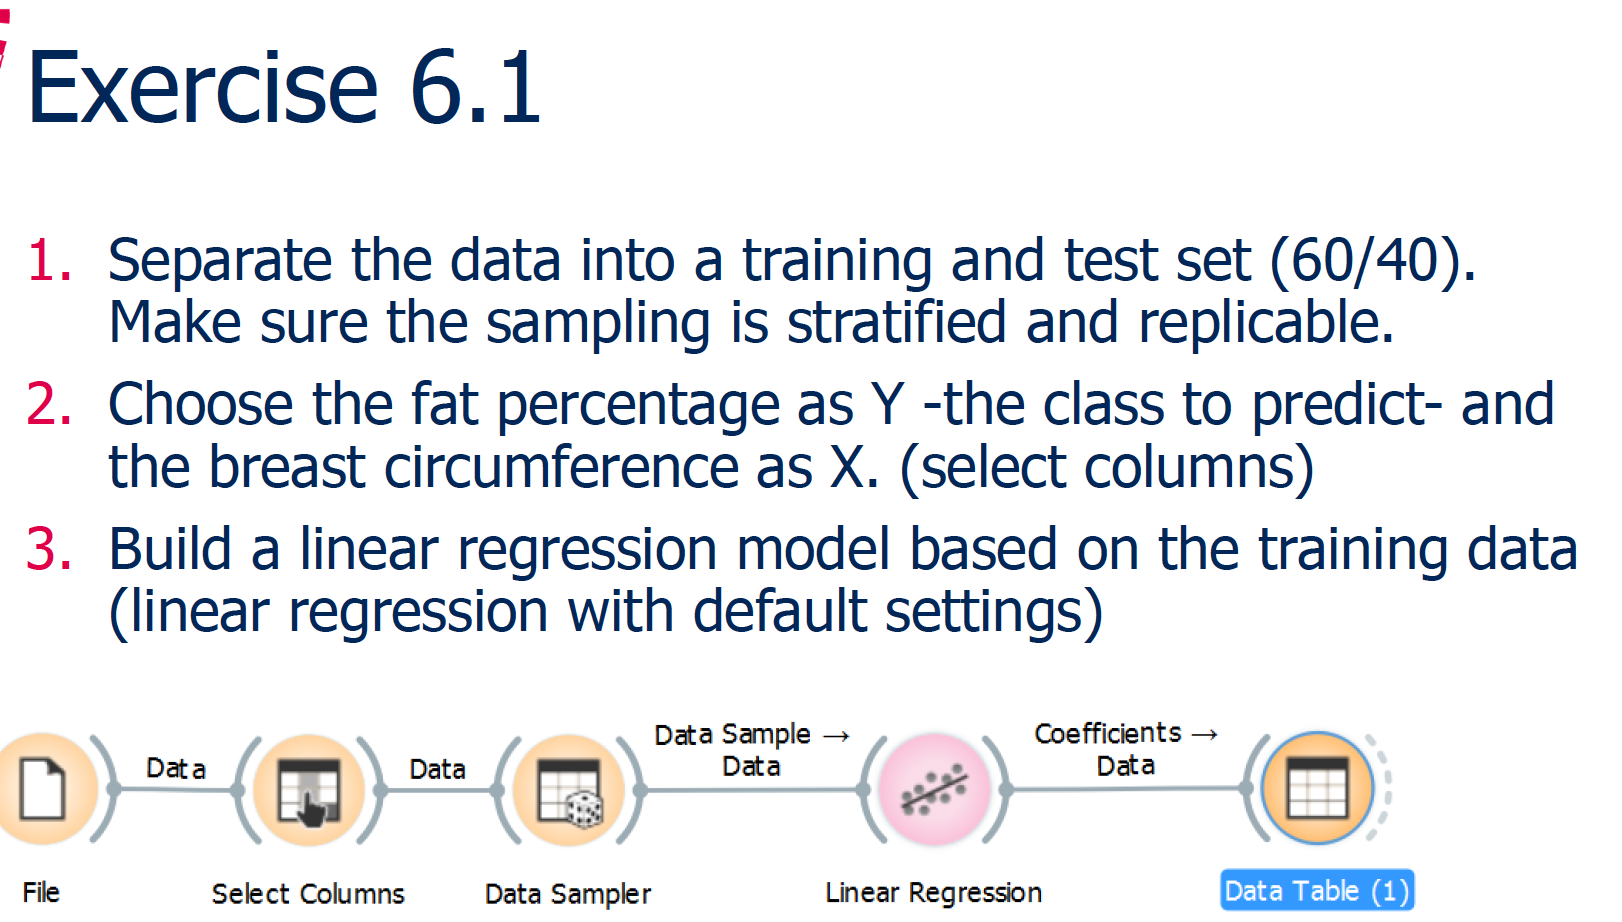 Exercise 6.1
1. Separate the data into a training and test set (60/40).
Make sure the sampling is stratified and replicable.
2. Choose the fat percentage as Y -the class to predict- and
the breast circumference as X. (select columns)
3. Build a linear regression model based on the training data
(linear regression with default settings)
Data
Data
Data Sample →
Data
Coefficients →
Data
File
Select Columns
Data Sampler
Linear Regression
Data Table (1)